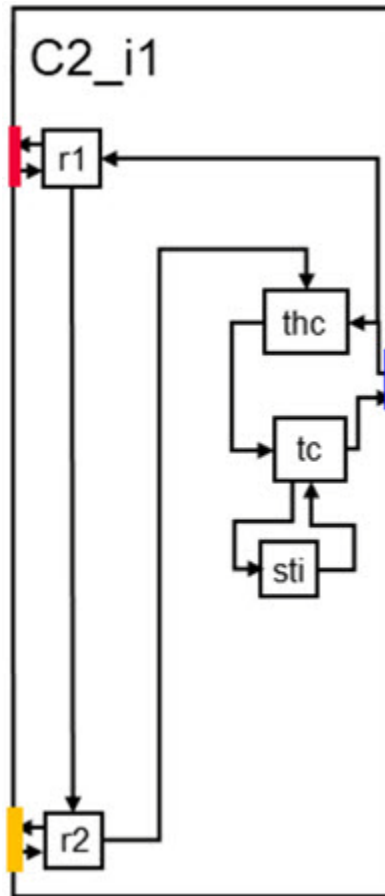 C2_i1
r1
thc
tc
sti
r2